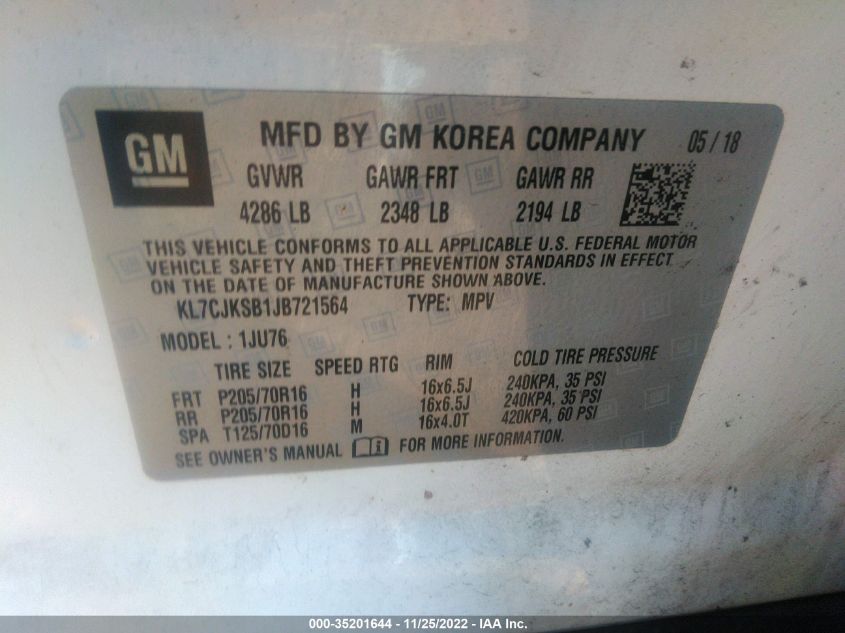 GM
MFD BY GM KOREA COMPANY 05 / 18
GVWR GAWR FRT GAWR RR
4286 LB 2348 LB 2194 LB
THIS VEHICLE CONFORMS TO ALL APPLICABLE U.S. FEDERAL MOTOR
VEHICLE SAFETY AND THEFT PREVENTION STANDARDS IN EFFECT
ON THE DATE OF MANUFACTURE SHOWN ABOVE.
KL7CJKSB1JB721564 TYPE: MPV
MODEL : 1JU76
TIRE SIZE SPEED RTG RIM COLD TIRE PRESSURE
FRT P205/70R16 H 16x6.5J 240KPA, 35 PSI
RR P205/70R16 H 16x6.5J 240KPA, 35 PSI
SPA T125/70D16 M 16x4.0T 420KPA, 60 PSI
SEE OWNER'S MANUAL FOR MORE INFORMATION.
000-35201644 - 11/25/2022 - IAA Inc.